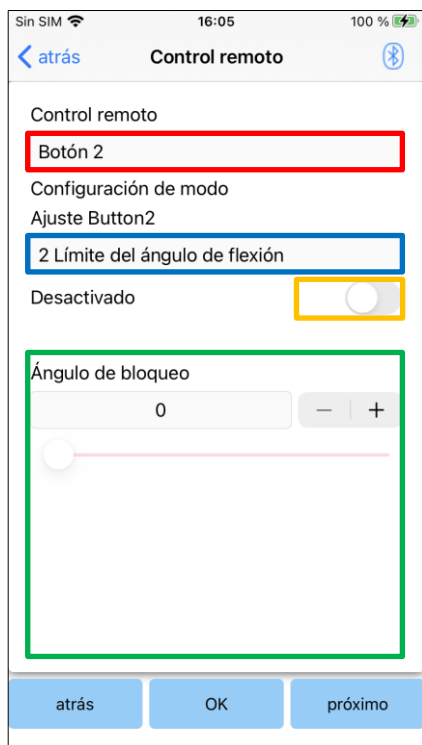 Sin SIM 16:05 100 %
atrás Control remoto
Control remoto
Botón 2
Configuración de modo
Ajuste Button2
2 Límite del ángulo de flexión
Desactivado
Ángulo de bloqueo
0 − +
atrás OK próximo